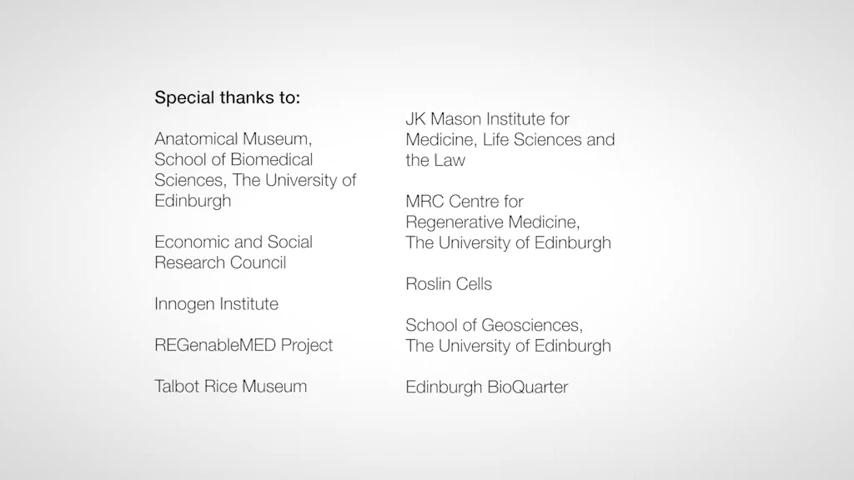 Special thanks to:
Anatomical Museum,
School of Biomedical
Sciences, The University of
Edinburgh
Economic and Social
Research Council
Innogen Institute
REGenableMED Project
Talbot Rice Museum
JK Mason Institute for
Medicine, Life Sciences and
the Law
MRC Centre for
Regenerative Medicine,
The University of Edinburgh
Roslin Cells
School of Geosciences,
The University of Edinburgh
Edinburgh BioQuarter